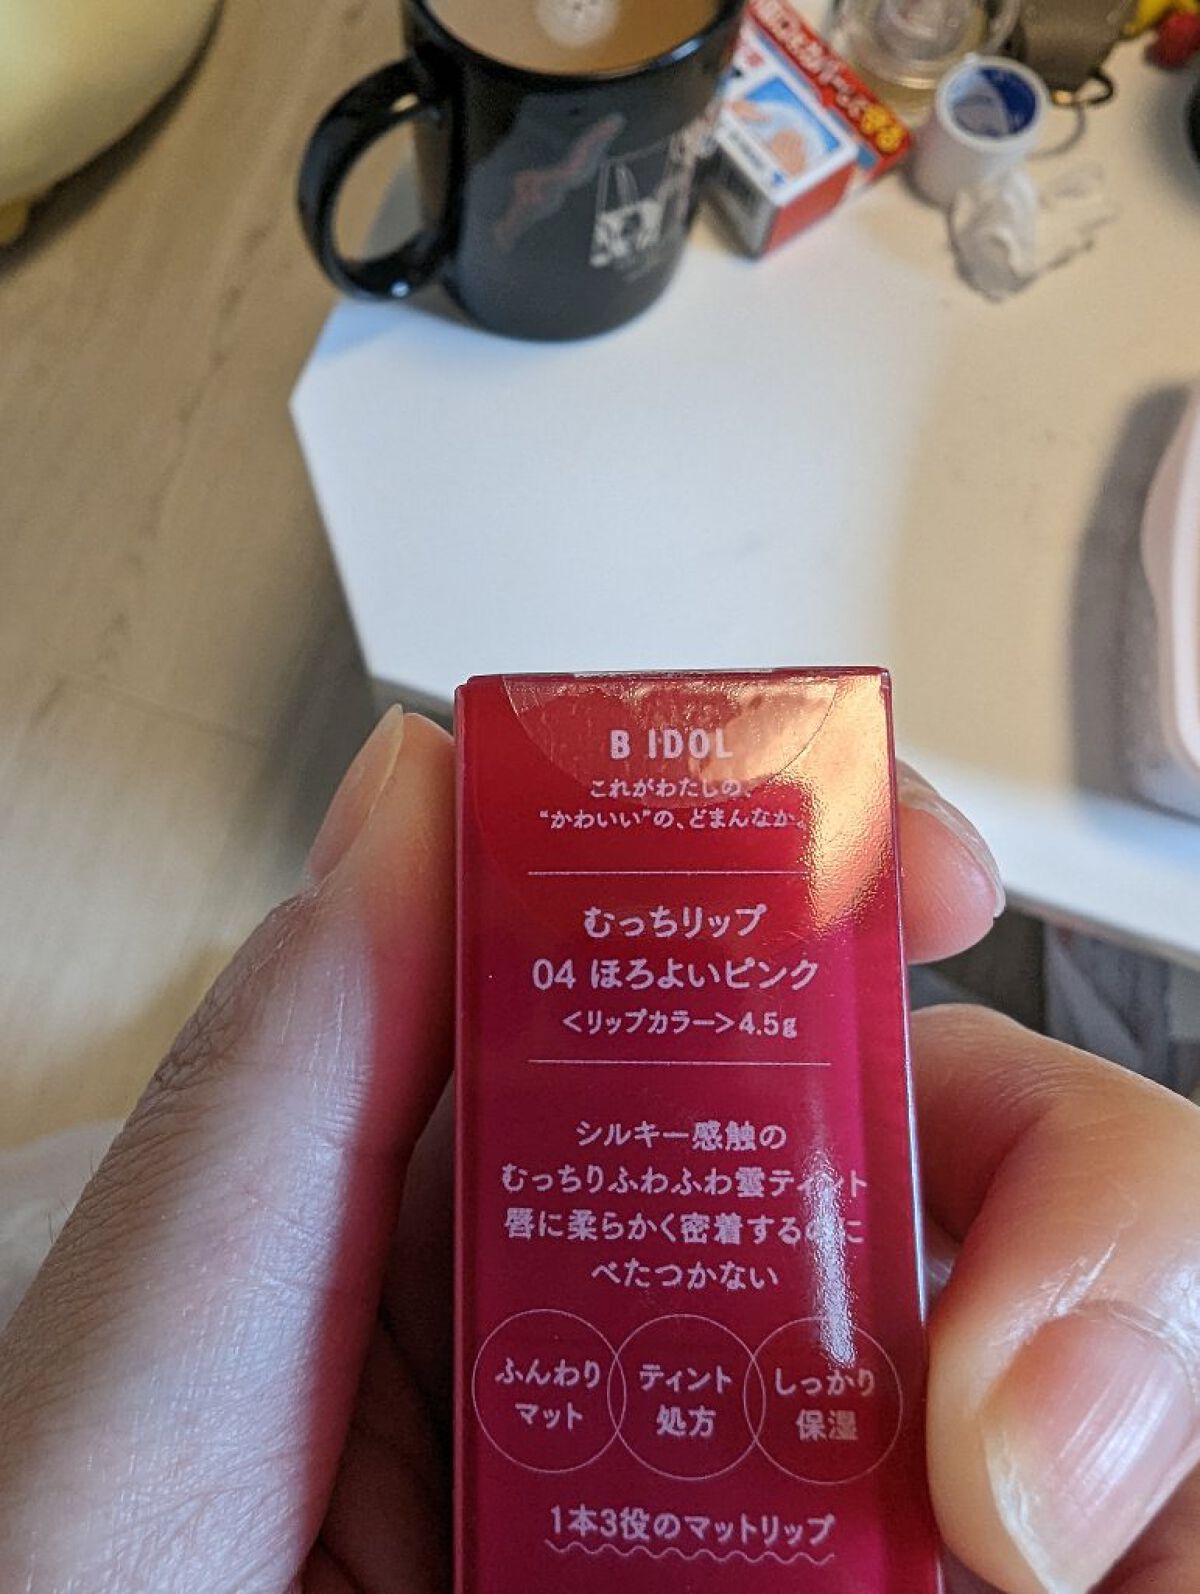 B IDOL
これがわたしの、
“かわいい”の、どまんなか。
むっちリップ
04 ほろよいピンク
<リップカラー>4.5g
シルキー感触の
むっちりふわふわ雲ティント
唇に柔らかく密着するのに
べたつかない
ふんわり
マット
ティント
処方
しっかり
保湿
1本3役のマットリップ